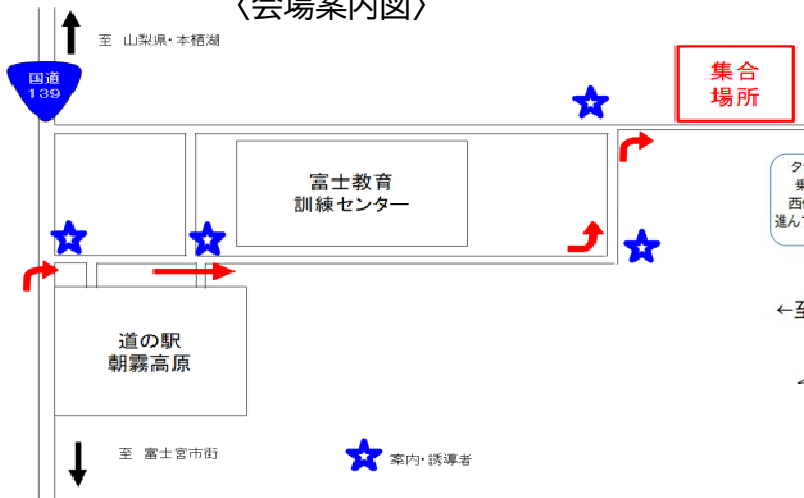 〈会場案内図〉
至 山梨県・本栖湖
国道
139
集合
場所
富士教育
訓練センター
道の駅
朝霧高原
至 富士宮市街
案内・誘導者
進ん
←至